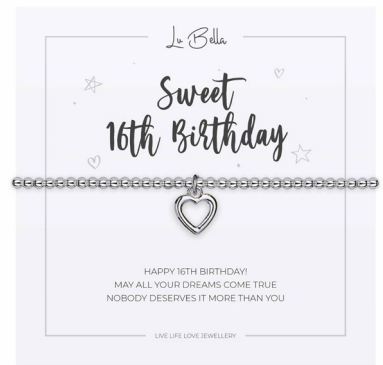 Lu Bella
Sweet
16th Birthday
HAPPY 16TH BIRTHDAY!
MAY ALL YOUR DREAMS COME TRUE
NOBODY DESERVES IT MORE THAN YOU
LIVE LIFE LOVE JEWELLERY